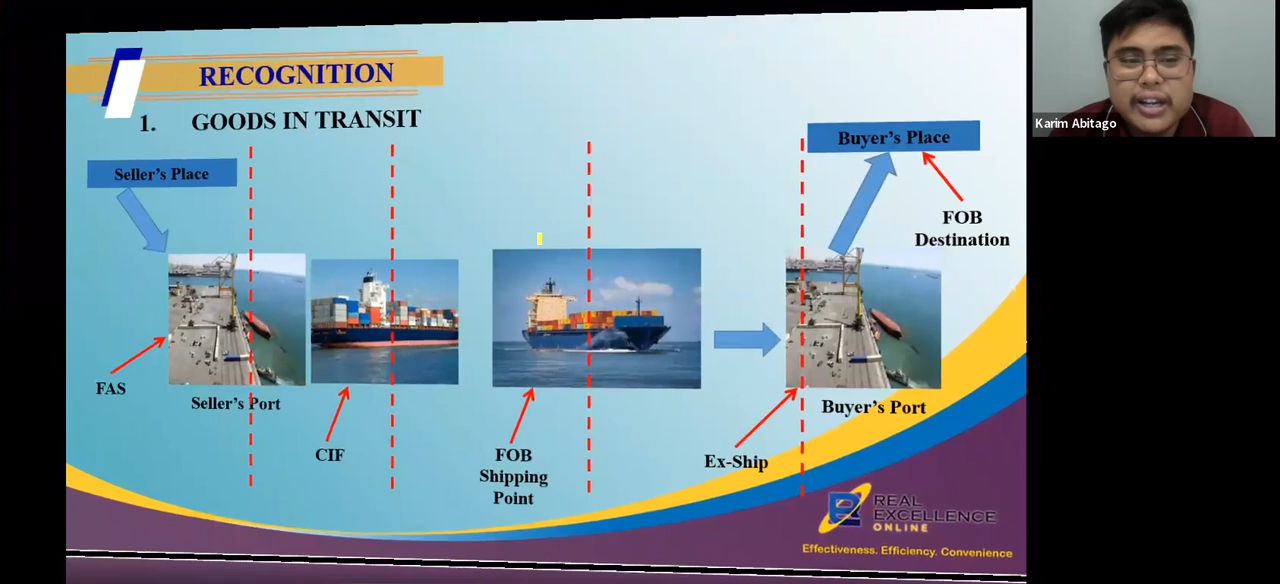 RECOGNITION
1. GOODS IN TRANSIT
Seller's Place
Buyer's Place
Karim Abitago
FOB
Destination
FAS
Seller's Port
CIF
FOB
Shipping
Point
Ex-Ship
Buyer's Port
REAL
EXCELLENCE
ONLINE
Effectiveness. Efficiency. Convenience